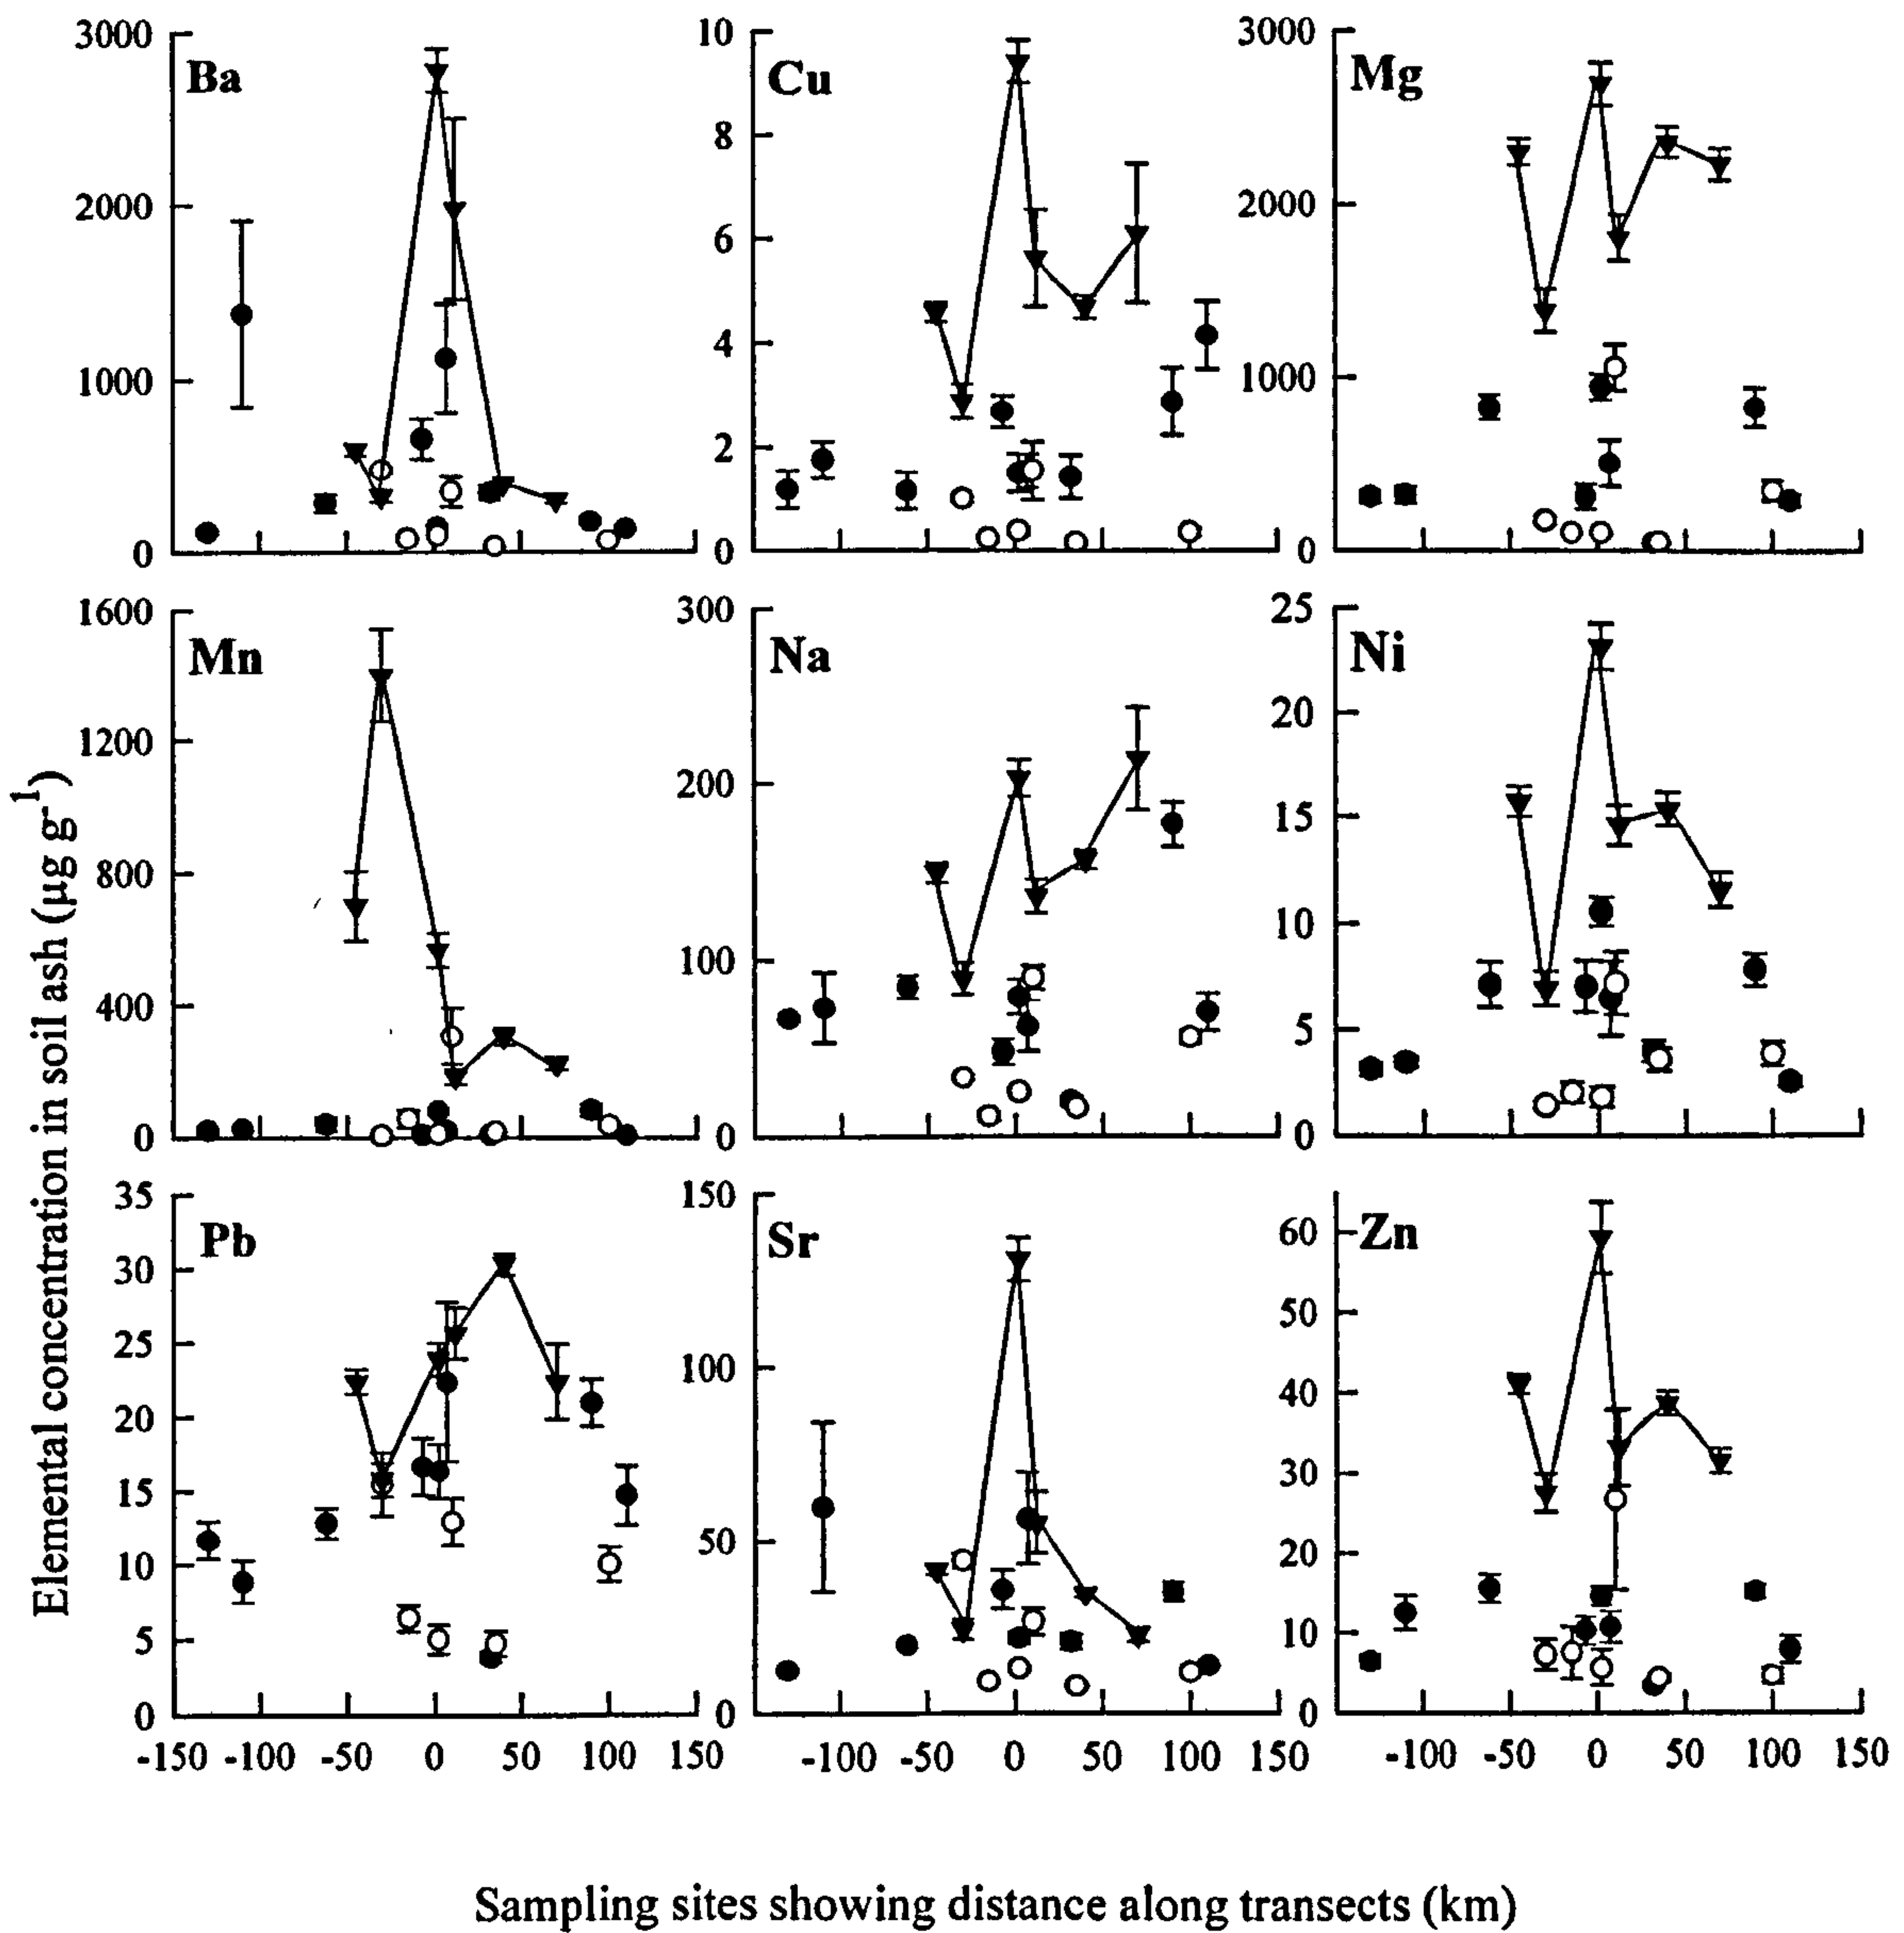 3000 Ba 2000 1000 0
10 Cu 8 6 4 2 0
3000 Mg 2000 1000 0
1600 Mn 1200 800 400 0
300 Na 200 100 0
25 Ni 20 15 10 5 0
35 Pb 30 25 20 15 10 5 0
150 Sr 100 50 0
Zn 60 50 40 30 20 10 0
-150 -100 -50 0 50 100 150
-100 -50 0 50 100 150
-100 -50 0 50 100 150
Elemental concentration in soil ash (µg g-1)
Sampling sites showing distance along transects (km)